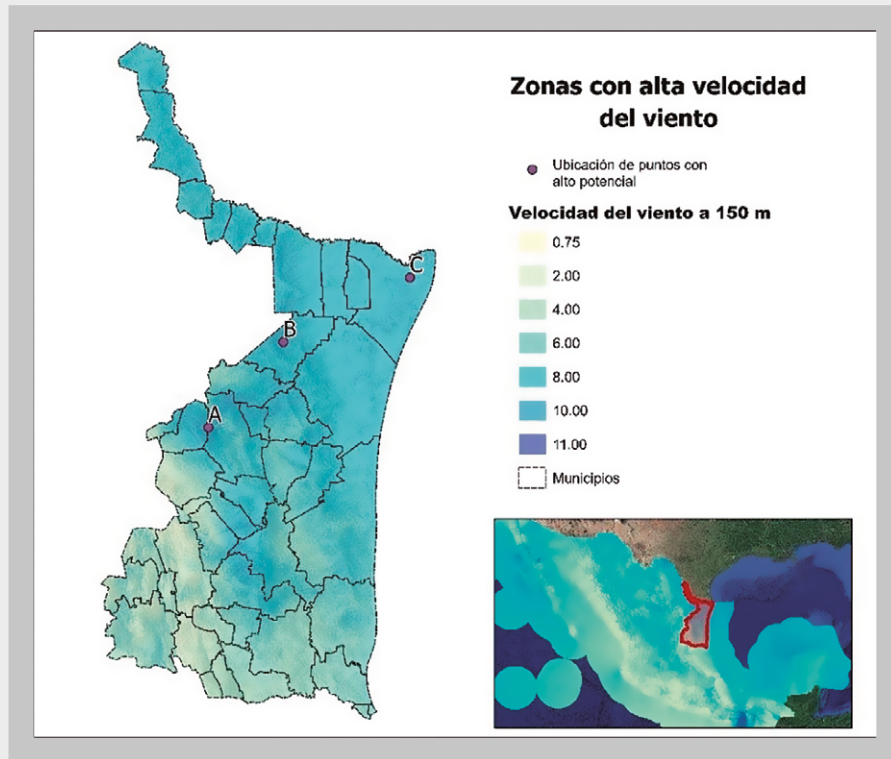 Zonas con alta velocidad
del viento
Ubicación de puntos con
alto potencial
Velocidad del viento a 150 m
0.75
2.00
4.00
6.00
8.00
10.00
11.00
Municipios
C
B
A